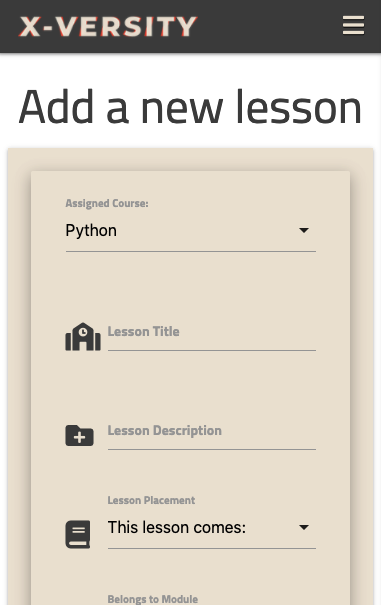 X-VERSITY
Add a new lesson
Assigned Course:
Python
Lesson Title
Lesson Description
Lesson Placement
This lesson comes:
Belongs to Module